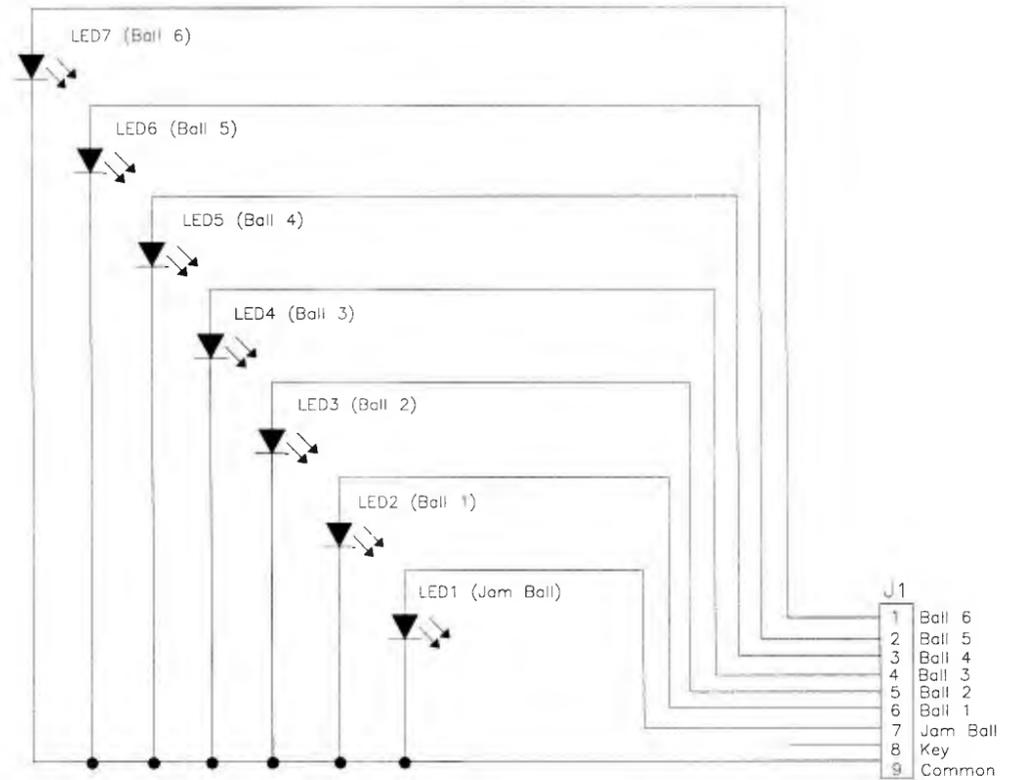 LED7 (Ball 6)
LED6 (Ball 5)
LED5 (Ball 4)
LED4 (Ball 3)
LED3 (Ball 2)
LED2 (Ball 1)
LED1 (Jam Ball)
J1
1 Ball 6
2 Ball 5
3 Ball 4
4 Ball 3
5 Ball 2
6 Ball 1
7 Jam Ball
8 Key
9 Common